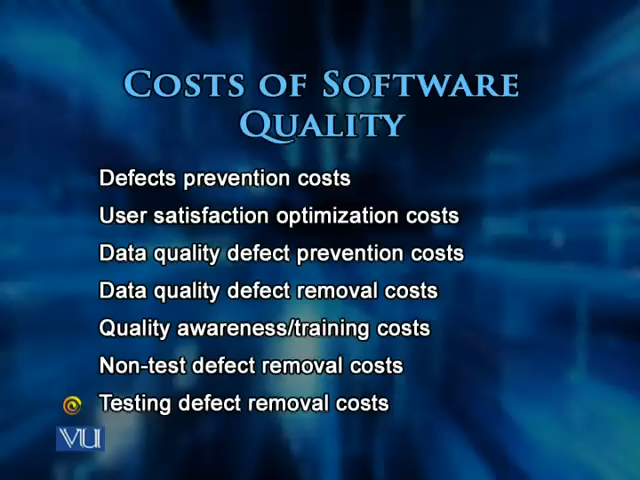 COSTS OF SOFTWARE
QUALITY
Defects prevention costs
User satisfaction optimization costs
Data quality defect prevention costs
Data quality defect removal costs
Quality awareness/training costs
Non-test defect removal costs
Testing defect removal costs
VU